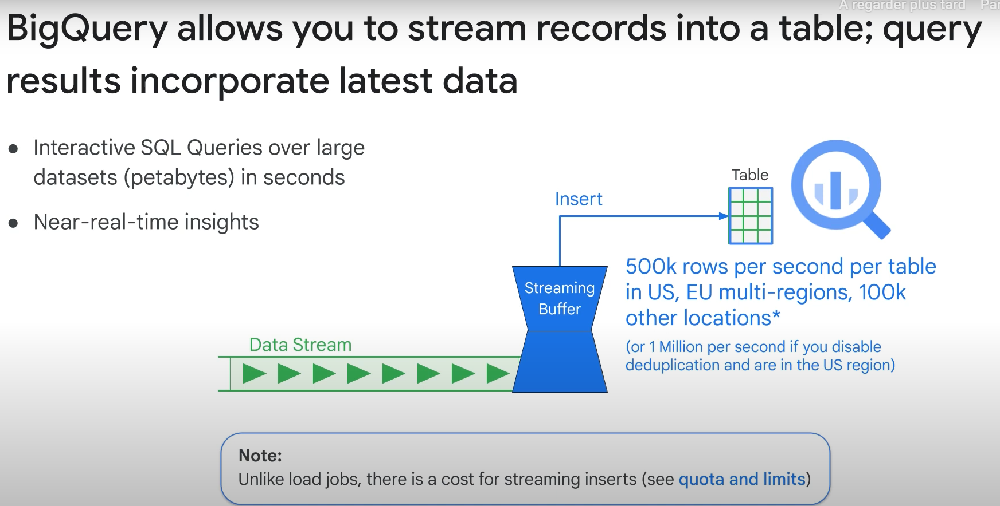 A regarder plus tard
BigQuery allows you to stream records into a table; query
results incorporate latest data
● Interactive SQL Queries over large
datasets (petabytes) in seconds
● Near-real-time insights
Table
Insert
500k rows per second per table
in US, EU multi-regions, 100k
other locations*
(or 1 Million per second if you disable
deduplication and are in the US region)
Streaming
Buffer
Data Stream
Note:
Unlike load jobs, there is a cost for streaming inserts (see quota and limits)